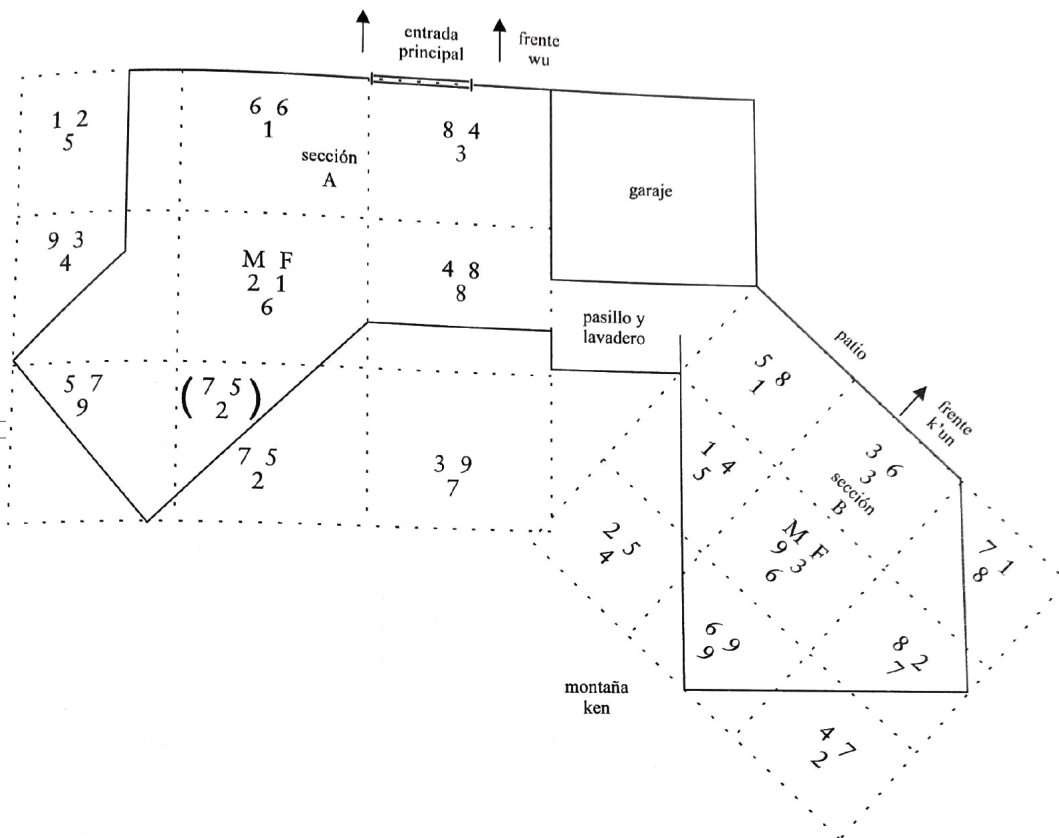 entrada
principal
frente
wu
1 2
5
6 6
1
8 4
3
sección
A
garaje
9 3
4
M F
2 1
6
4 8
8
pasillo y
lavadero
patio
5 7
9
(7 5
2)
7 5
2
3 9
7
5 8
1
frente
k'un
1 4
5
3 6
3
sección
B
2 5
4
M F
9 3
6
7 1
8
6 9
9
8 2
7
montaña
ken
4 7
2